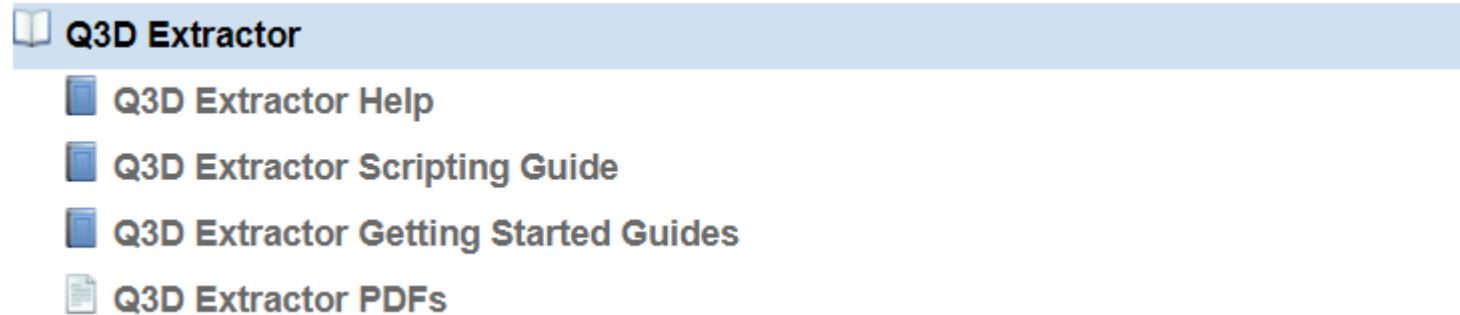 Q3D Extractor
Q3D Extractor Help
Q3D Extractor Scripting Guide
Q3D Extractor Getting Started Guides
Q3D Extractor PDFs